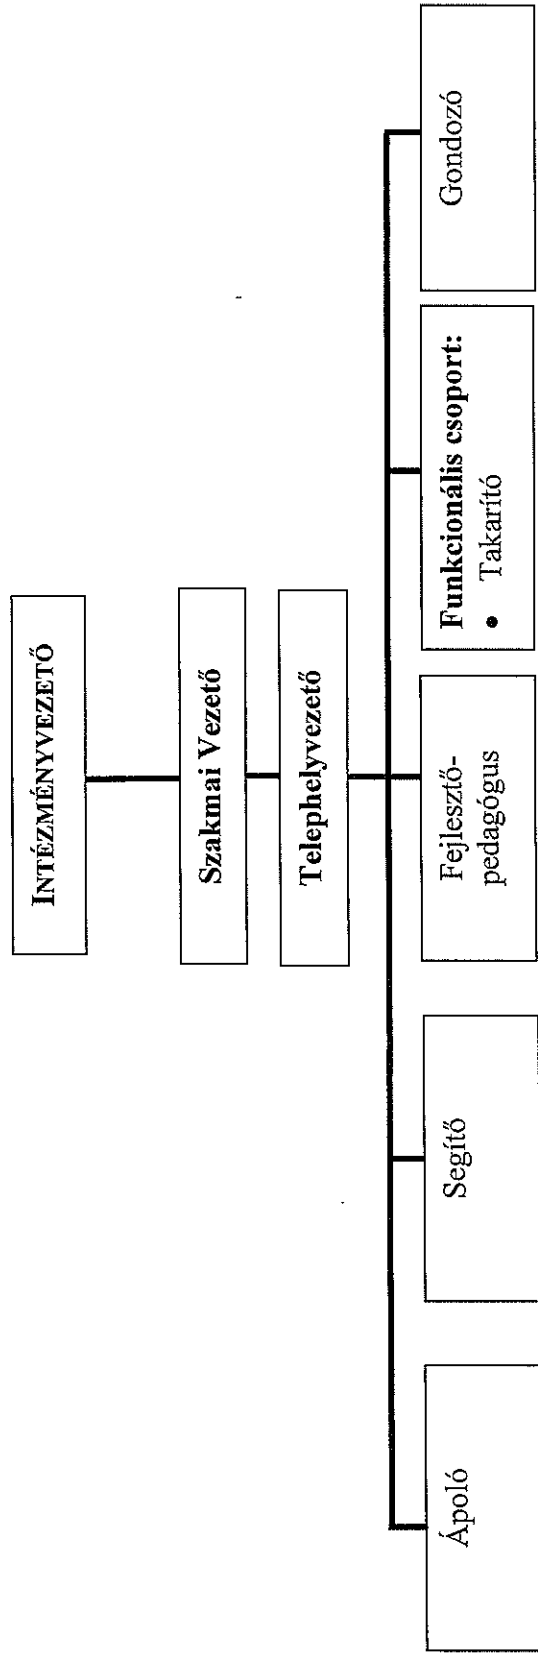 INTÉZMÉNYVEZETŐ
Szakmai Vezető
Telephelyvezető
Ápoló
Segítő
Fejlesztő-
pedagógus
Funkcionális csoport:
• Takarító
Gondozó